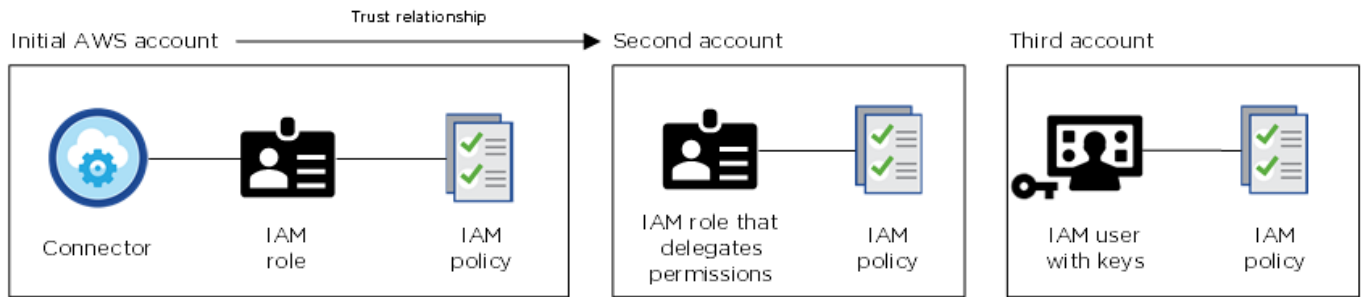 Trust relationship
Initial AWS account
Second account
Third account
Connector
IAM
role
IAM
policy
IAM role that
delegates
permissions
IAM
policy
IAM user
with keys
IAM
policy